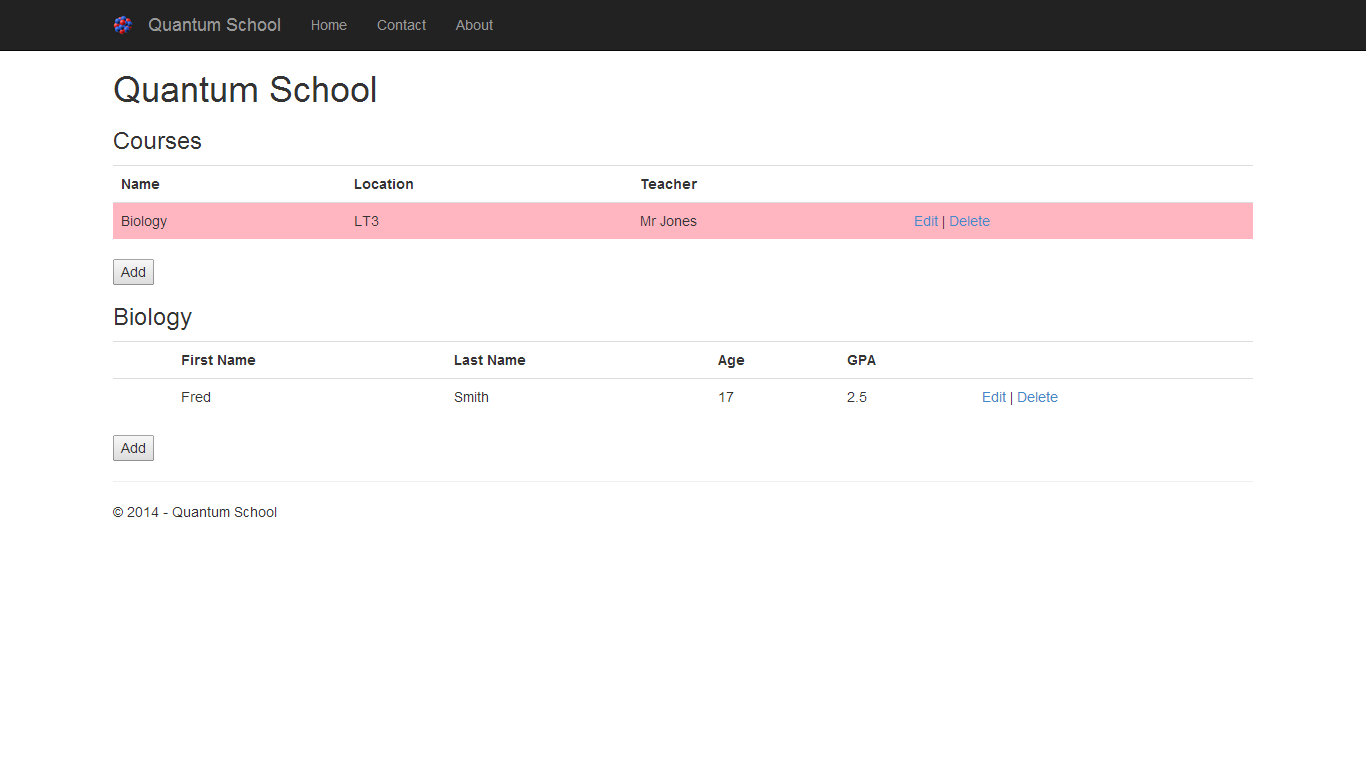 Quantum School Home Contact About
Quantum School
Courses
Name Location Teacher
Biology LT3 Mr Jones Edit | Delete
Add
Biology
First Name Last Name Age GPA
Fred Smith 17 2.5 Edit | Delete
Add
© 2014 - Quantum School